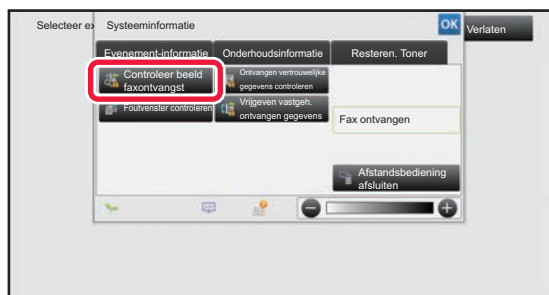 Selecteer ex
Systeeminformatie
OK
Verlaten
Evenement-informatie
Onderhoudsinformatie
Resteren. Toner
Controleer beeld
faxontvangst
Ontvangen vertrouwelijke
gegevens controleren
Foutvenster controleren
Vrijgeven vastgeh.
ontvangen gegevens
Fax ontvangen
Afstandsbediening
afsluiten